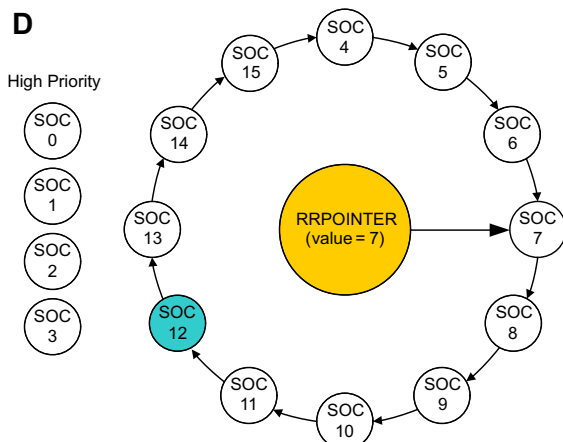 D
High Priority
SOC
0
SOC
1
SOC
2
SOC
3
SOC
4
SOC
5
SOC
6
SOC
7
SOC
8
SOC
9
SOC
10
SOC
11
SOC
12
SOC
13
SOC
14
SOC
15
RRPOINTER
(value = 7)